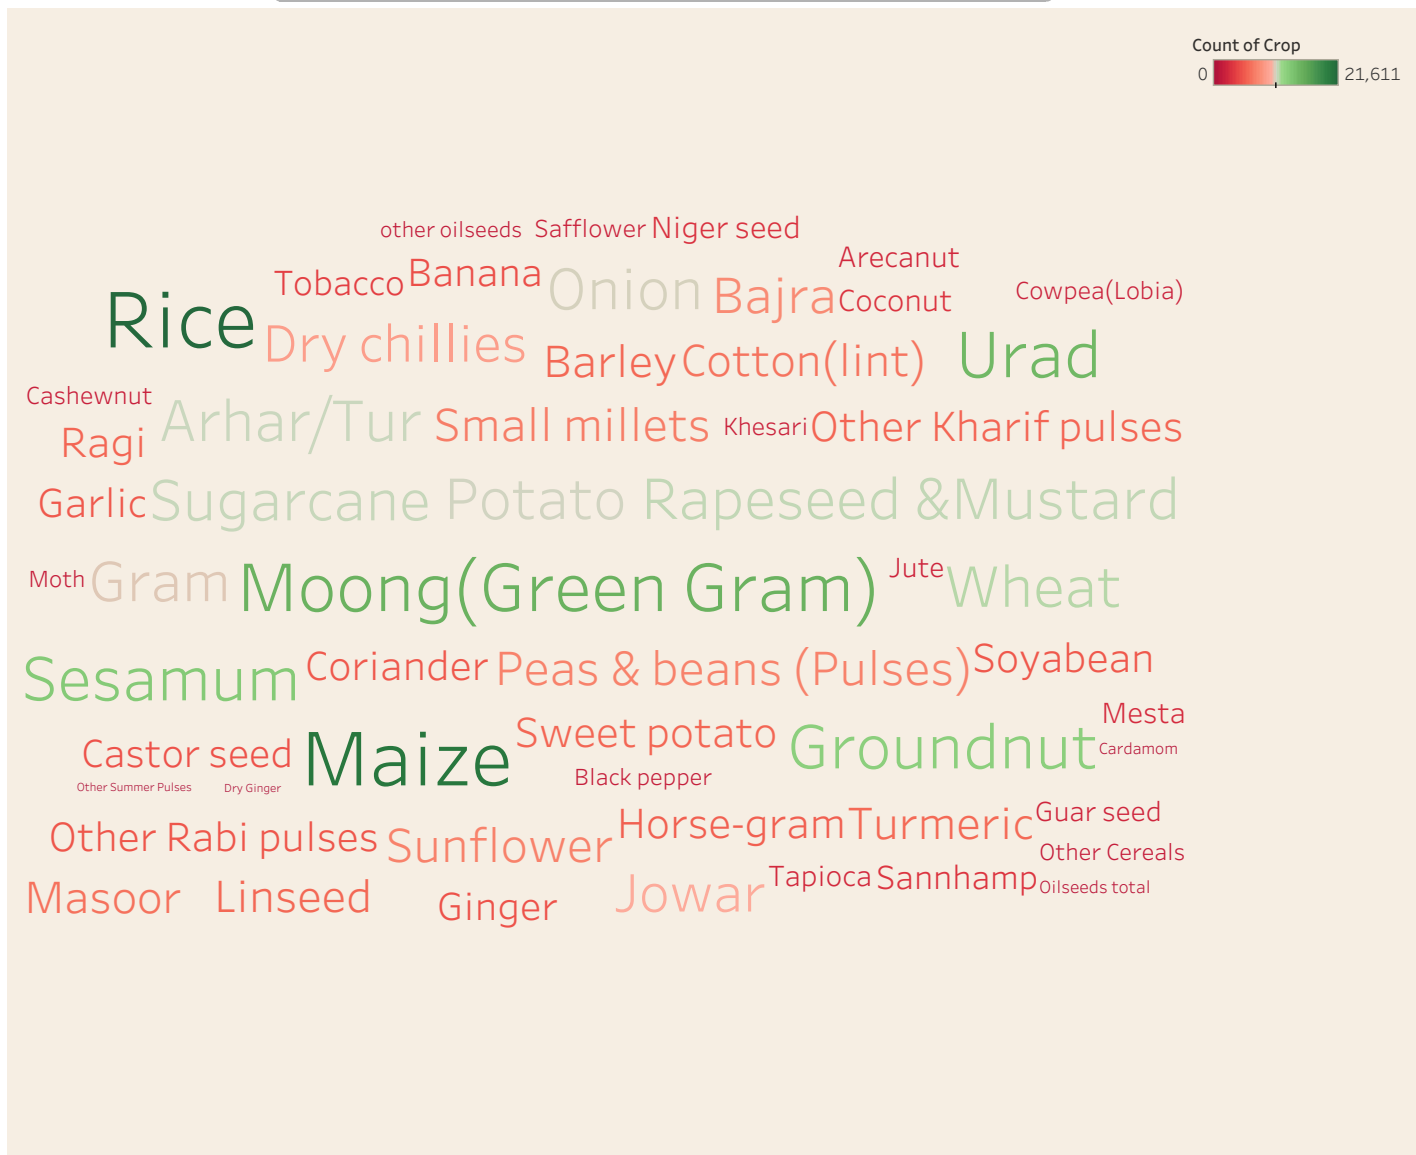 Count of Crop
0 21,611
other oilseeds Safflower Niger seed
Arecanut
Tobacco Banana Onion Bajra Coconut Cowpea(Lobia)
Rice Dry chillies Barley Cotton(lint) Urad
Cashewnut
Ragi Arhar/Tur Small millets Khesari Other Kharif pulses
Garlic Sugarcane Potato Rapeseed &Mustard
Moth Gram Moong(Green Gram) Jute Wheat
Sesamum Coriander Peas & beans (Pulses) Soyabean
Mesta
Castor seed Maize Sweet potato Groundnut Cardamom
Other Summer Pulses Dry Ginger Black pepper
Other Rabi pulses Sunflower Horse-gram Turmeric Guar seed
Other Cereals
Masoor Linseed Ginger Jowar Tapioca Sannhamp Oilseeds total